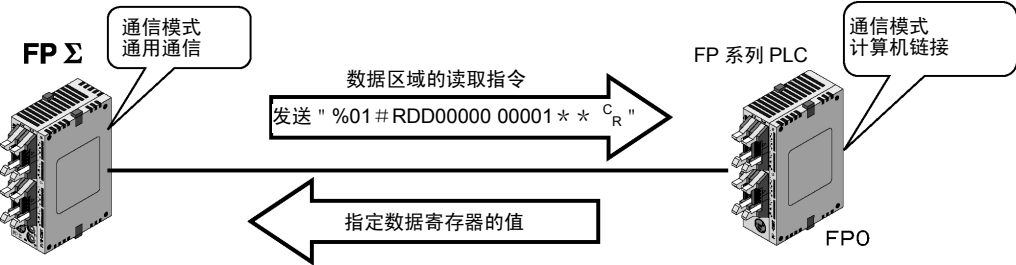 通信模式
通用通信
FP Σ
通信模式
计算机链接
FP 系列 PLC
数据区域的读取指令
发送 " %01＃RDD00000 00001＊＊ CR "
指定数据寄存器的值
FP0